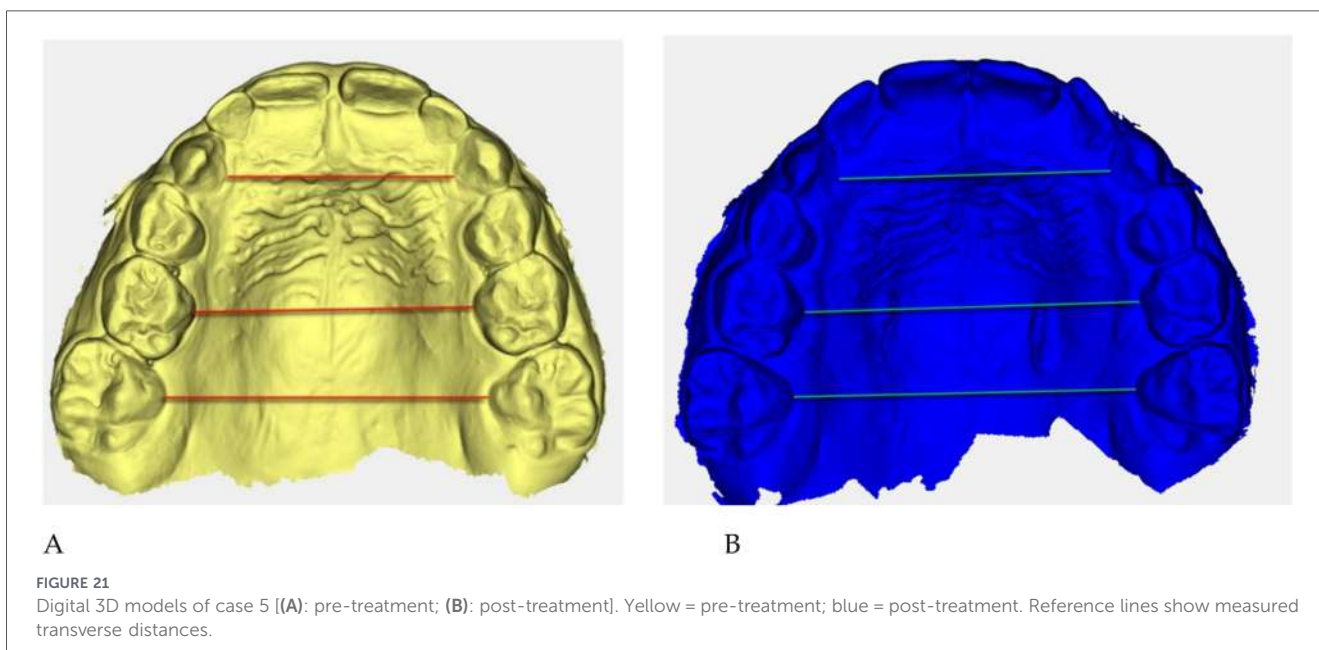 A
B
FIGURE 21
Digital 3D models of case 5 [(A): pre-treatment; (B): post-treatment]. Yellow = pre-treatment; blue = post-treatment. Reference lines show measured
transverse distances.